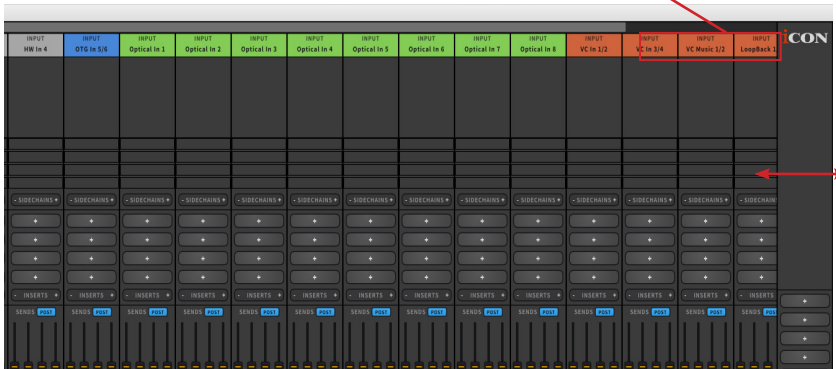 INPUT INPUT INPUT INPUT INPUT INPUT INPUT INPUT INPUT INPUT INPUT INPUT INPUT INPUT
HW In 4 OTG In 5/6 Optical In 1 Optical In 2 Optical In 3 Optical In 4 Optical In 5 Optical In 6 Optical In 7 Optical In 8 VC In 1/2 VC In 3/4 VC Music 1/2 LoopBack 1
iCON
- SIDECHAINS + - SIDECHAINS + - SIDECHAINS + - SIDECHAINS + - SIDECHAINS + - SIDECHAINS + - SIDECHAINS + - SIDECHAINS + - SIDECHAINS + - SIDECHAINS + - SIDECHAINS + - SIDECHAINS + - SIDECHAINS + - SIDECHAINS
+ + + + + + + + + + + + + +
+ + + + + + + + + + + + + +
+ + + + + + + + + + + + + +
+ + + + + + + + + + + + + +
- INSERTS + - INSERTS + - INSERTS + - INSERTS + - INSERTS + - INSERTS + - INSERTS + - INSERTS + - INSERTS + - INSERTS + - INSERTS + - INSERTS + - INSERTS + - INSERTS
+
SENDS POST SENDS POST SENDS POST SENDS POST SENDS POST SENDS POST SENDS POST SENDS POST SENDS POST SENDS POST SENDS POST SENDS POST SENDS POST SENDS POS
+
+
+